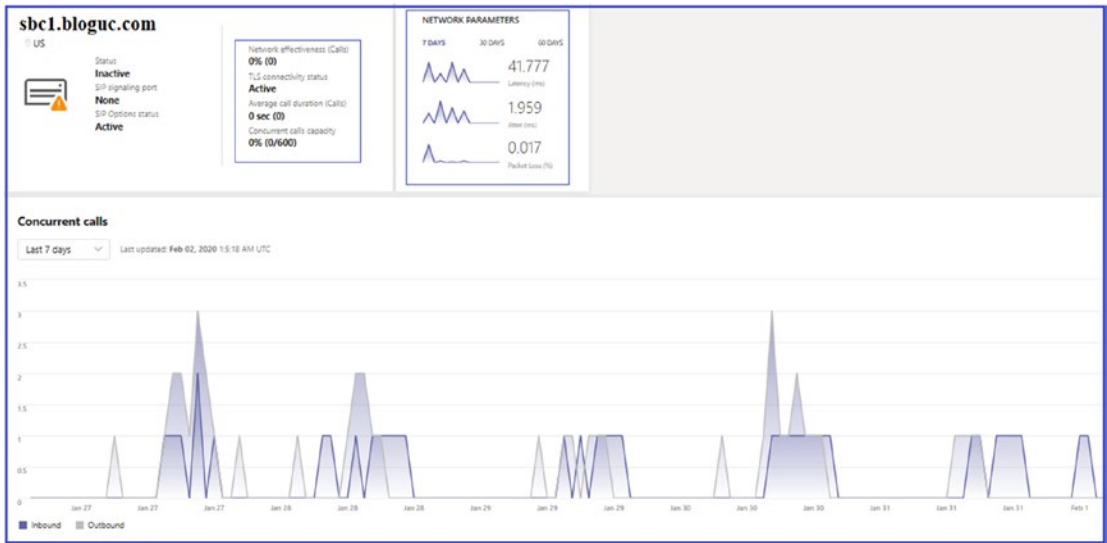 sbc1.bloguc.com
US
Status
Inactive
SIP signaling port
None
SIP Options status
Active
Network effectiveness (Calls)
0% (0)
TLS connectivity status
Active
Average call duration (Calls)
0 sec (0)
Concurrent calls capacity
0% (0/600)
NETWORK PARAMETERS
7 DAYS 30 DAYS 60 DAYS
41.777
Latency (ms)
1.959
Jitter (ms)
0.017
Packet Loss (%)
Concurrent calls
Last 7 days Last updated: Feb 02, 2020 1:5:18 AM UTC
3.5
3
2.5
2
1.5
1
0.5
0
Jan 27 Jan 27 Jan 27 Jan 28 Jan 28 Jan 28 Jan 29 Jan 29 Jan 29 Jan 30 Jan 30 Jan 30 Jan 31 Jan 31 Jan 31 Feb 1
Inbound Outbound